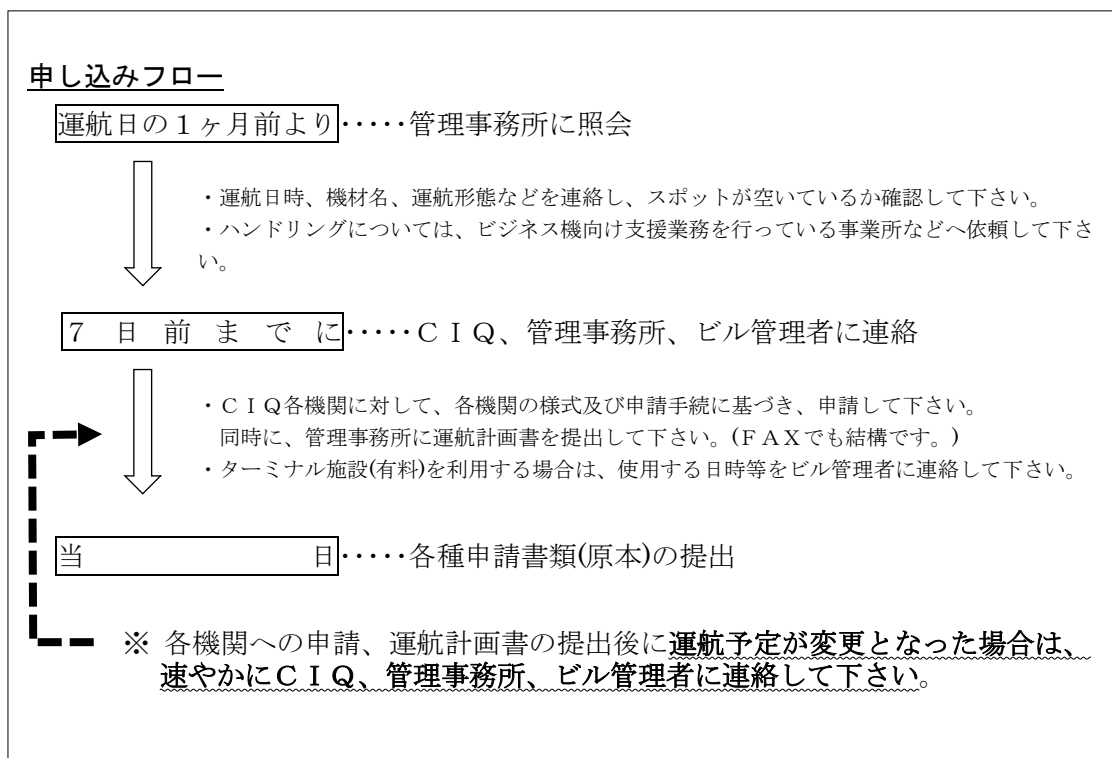 申し込みフロー
運航日の１ヶ月前より･････管理事務所に照会
・運航日時、機材名、運航形態などを連絡し、スポットが空いているか確認して下さい。
・ハンドリングについては、ビジネス機向け支援業務を行っている事業所などへ依頼して下さ
い。
７日前までに･････ＣＩＱ、管理事務所、ビル管理者に連絡
・ＣＩＱ各機関に対して、各機関の様式及び申請手続に基づき、申請して下さい。
同時に、管理事務所に運航計画書を提出して下さい。(ＦＡＸでも結構です。)
・ターミナル施設(有料)を利用する場合は、使用する日時等をビル管理者に連絡して下さい。
当日･････各種申請書類(原本)の提出
※ 各機関への申請、運航計画書の提出後に運航予定が変更となった場合は、
速やかにＣＩＱ、管理事務所、ビル管理者に連絡して下さい。